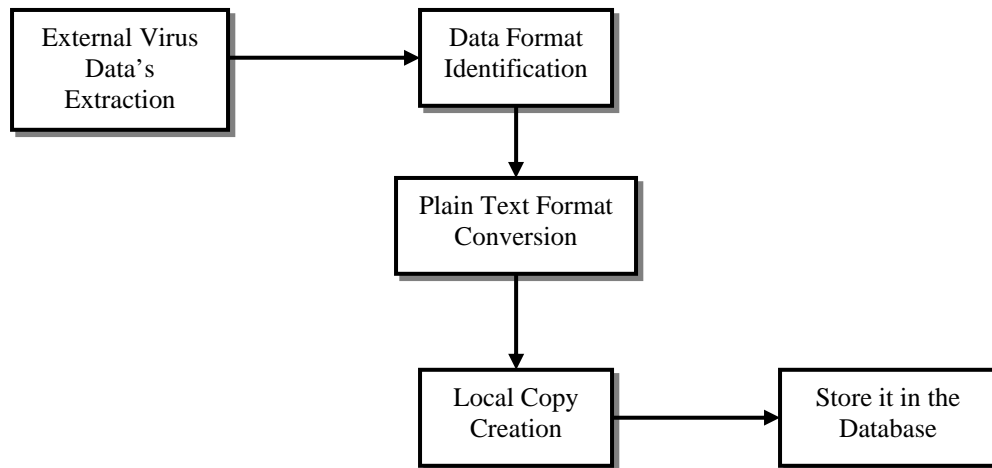 External Virus
Data’s
Extraction
Data Format
Identification
Plain Text Format
Conversion
Local Copy
Creation
Store it in the
Database